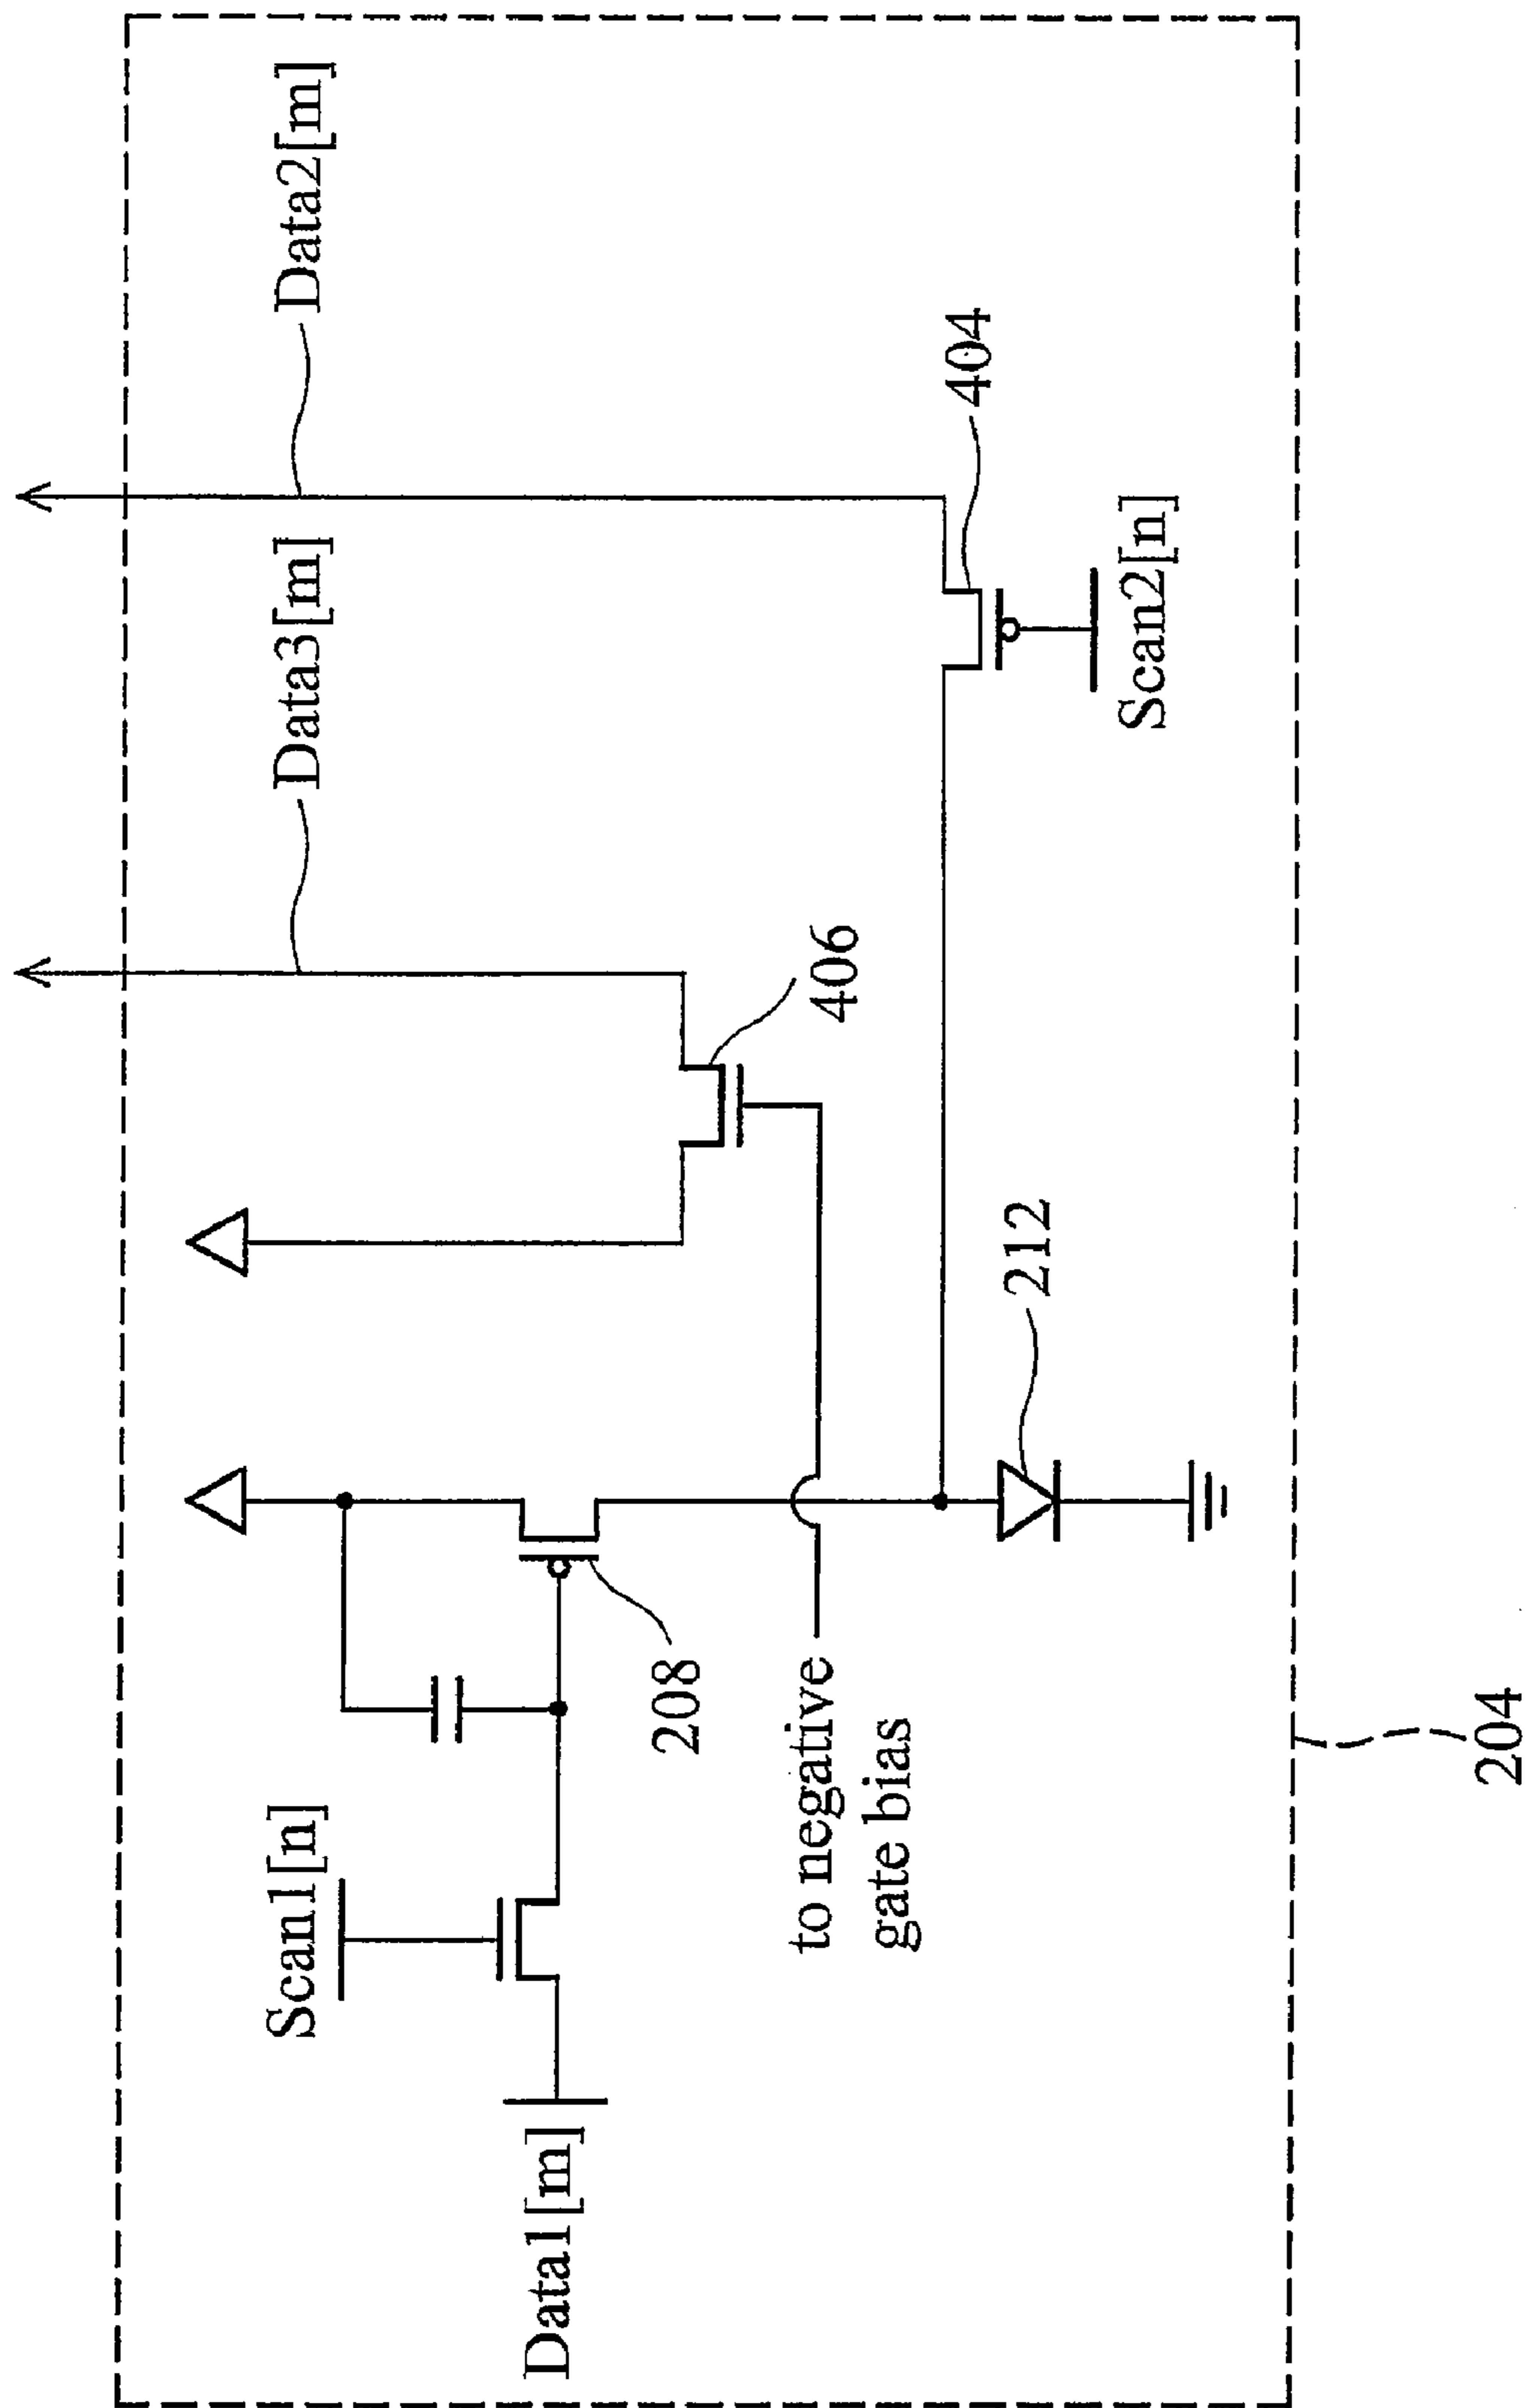 Data1[m]
Scan1[n]
208
to negative
gate bias
212
406
Data3[m]
Data2[m]
404
Scan2[n]
204